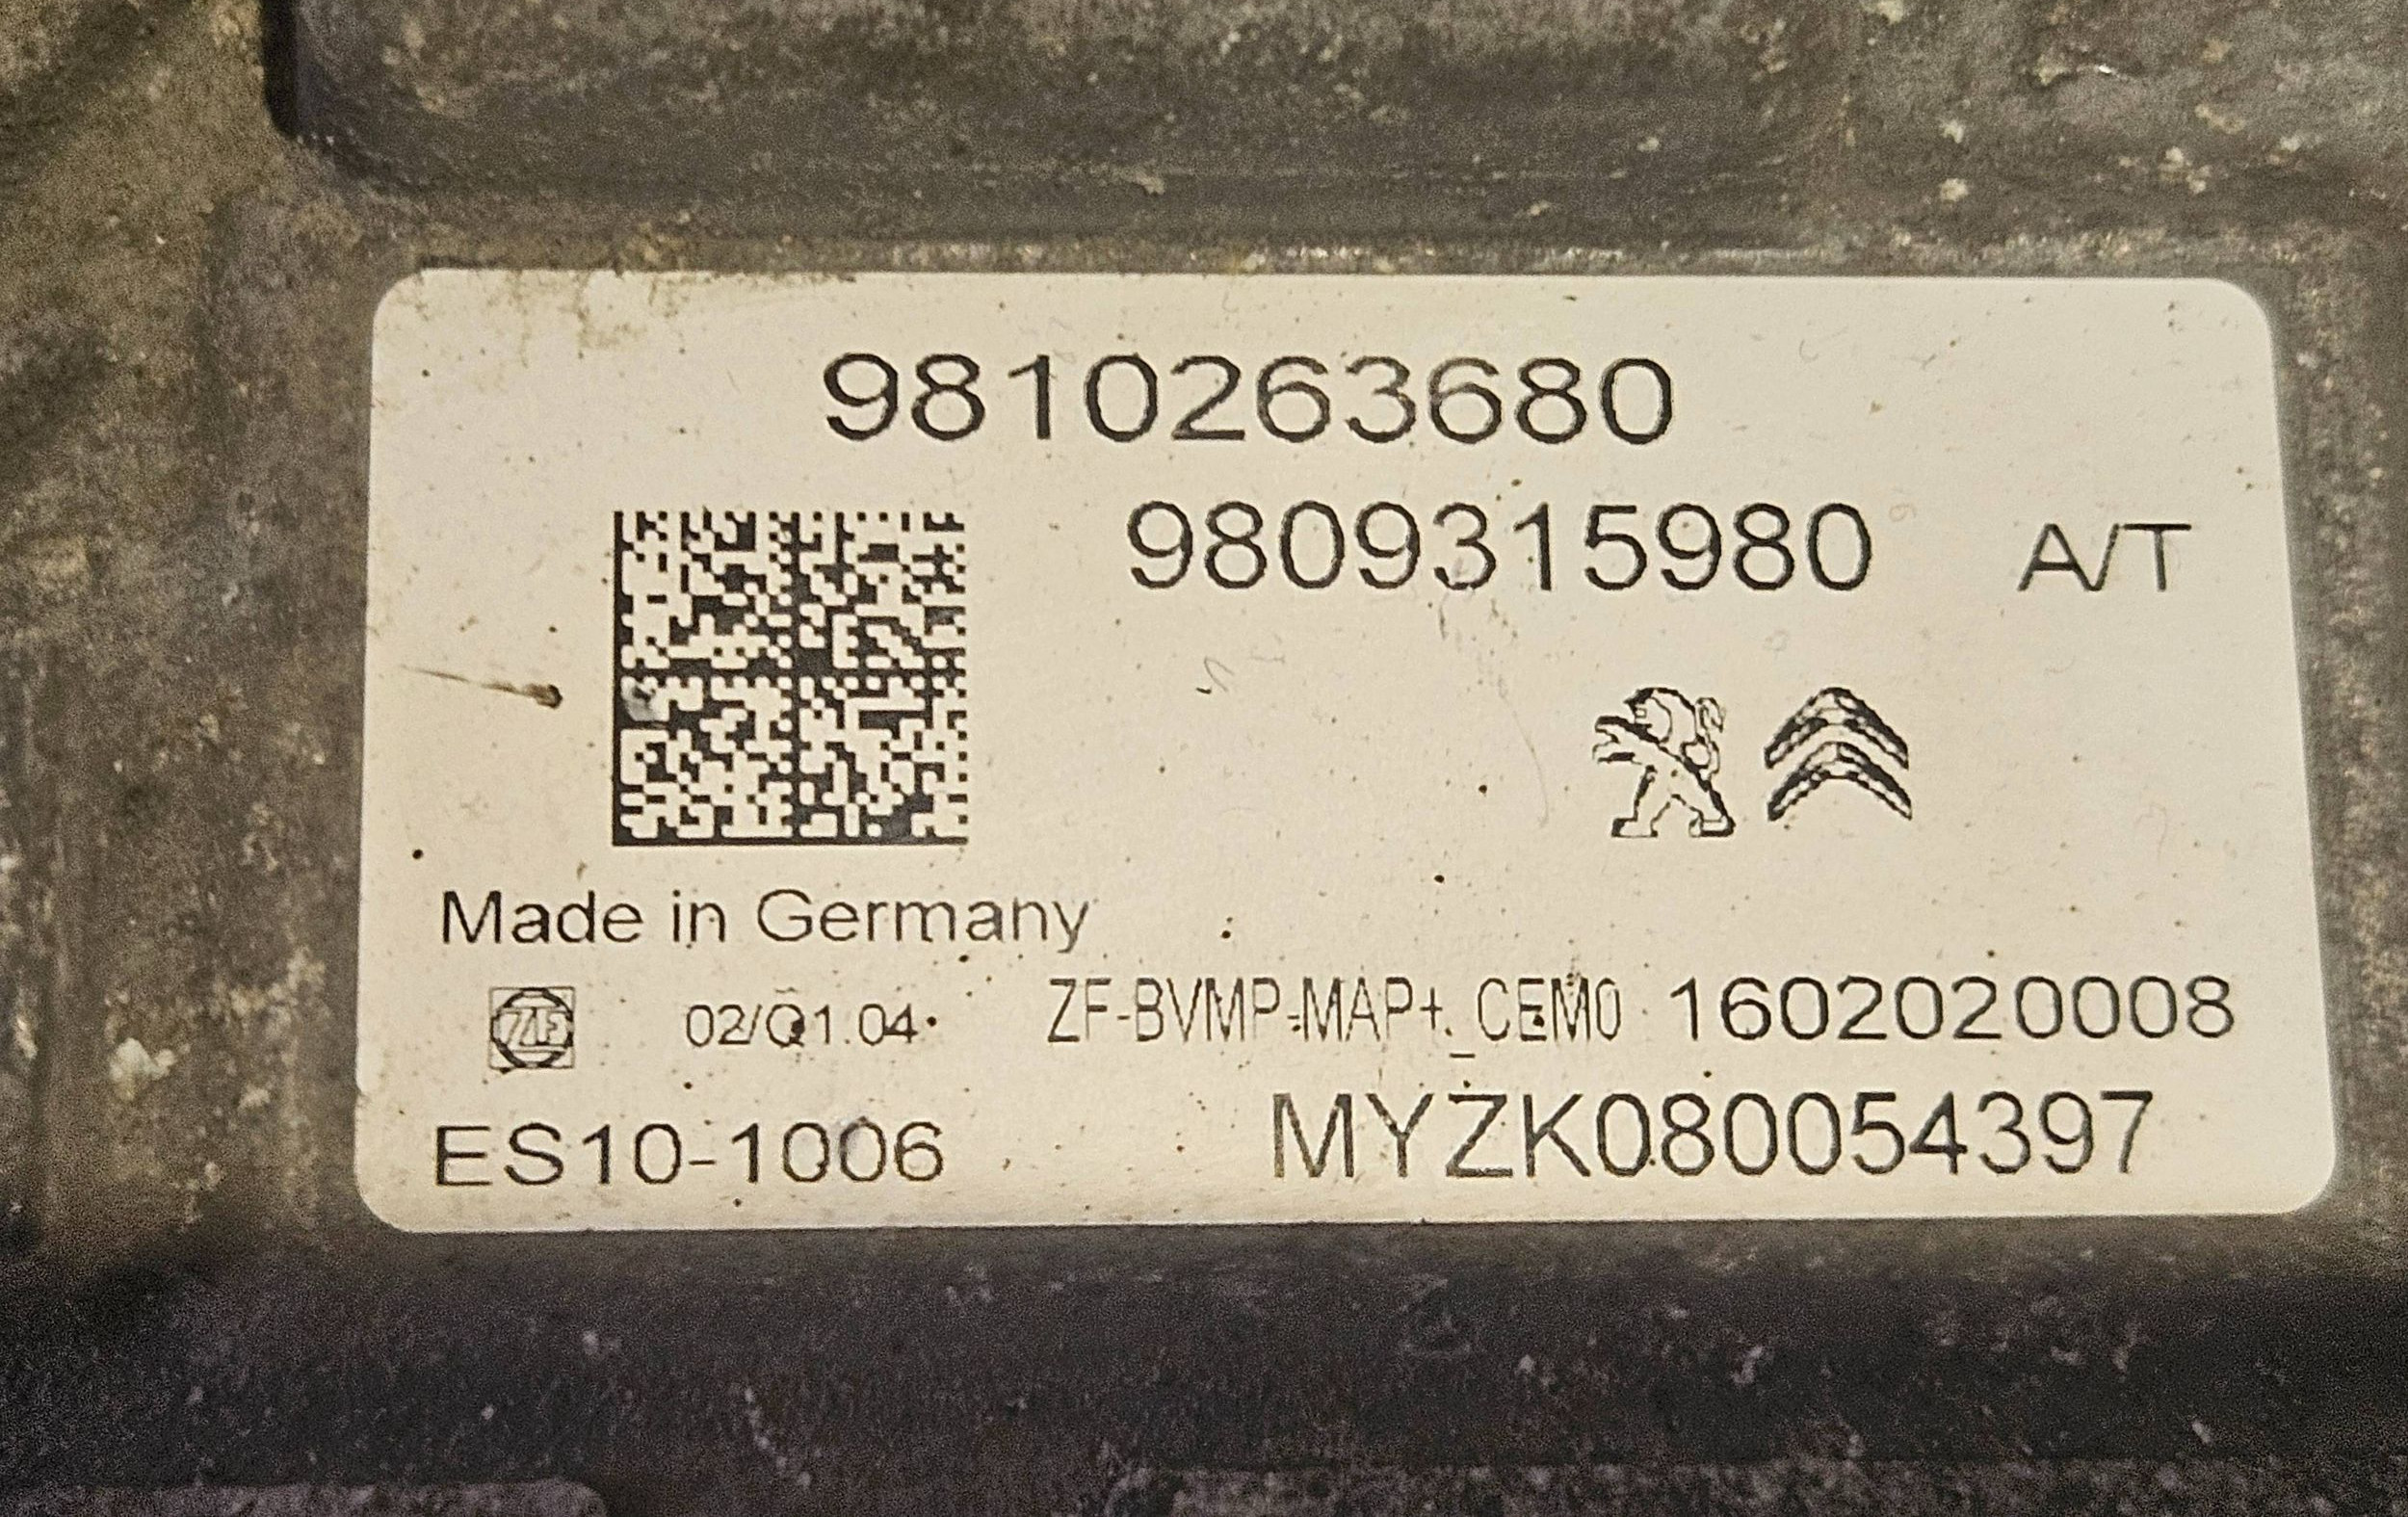 9810263680
9809315980 A/T
Made in Germany
ZF 02/Q1.04 ZF-BVMP-MAP+_CEM0 1602020008
ES10-1006 MYZK080054397